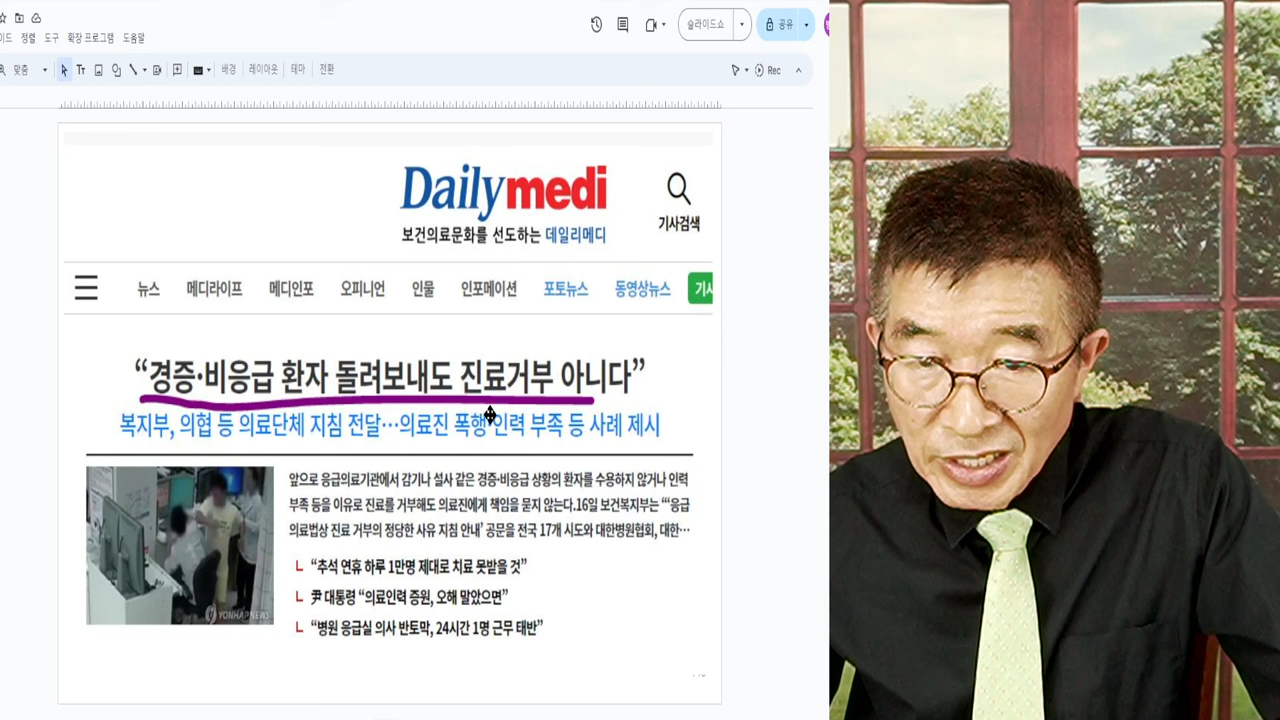 정렬 도구 확장 프로그램 도움말
슬라이드쇼
공유
맞춤
배경 레이아웃 테마 전환
Rec
Dailymedi
보건의료문화를 선도하는 데일리메디
기사검색
뉴스 메디라이프 메디인포 오피니언 인물 인포메이션 포토뉴스 동영상뉴스
“경증·비응급 환자 돌려보내도 진료거부 아니다”
복지부, 의협 등 의료단체 지침 전달…의료진 폭행 인력 부족 등 사례 제시
앞으로 응급의료기관에서 감기나 설사 같은 경증·비응급 상황의 환자를 수용하지 않거나 인력
부족 등을 이유로 진료를 거부해도 의료진에게 책임을 묻지 않는다.16일 보건복지부는 “‘응급
의료법상 진료 거부의 정당한 사유 지침 안내’ 공문을 전국 17개 시도와 대한병원협회, 대한…
“추석 연휴 하루 1만명 제대로 치료 못받을 것”
尹 대통령 “의료인력 증원, 오해 말았으면”
“병원 응급실 의사 반토막, 24시간 1명 근무 태반”
YONHAPNEWS